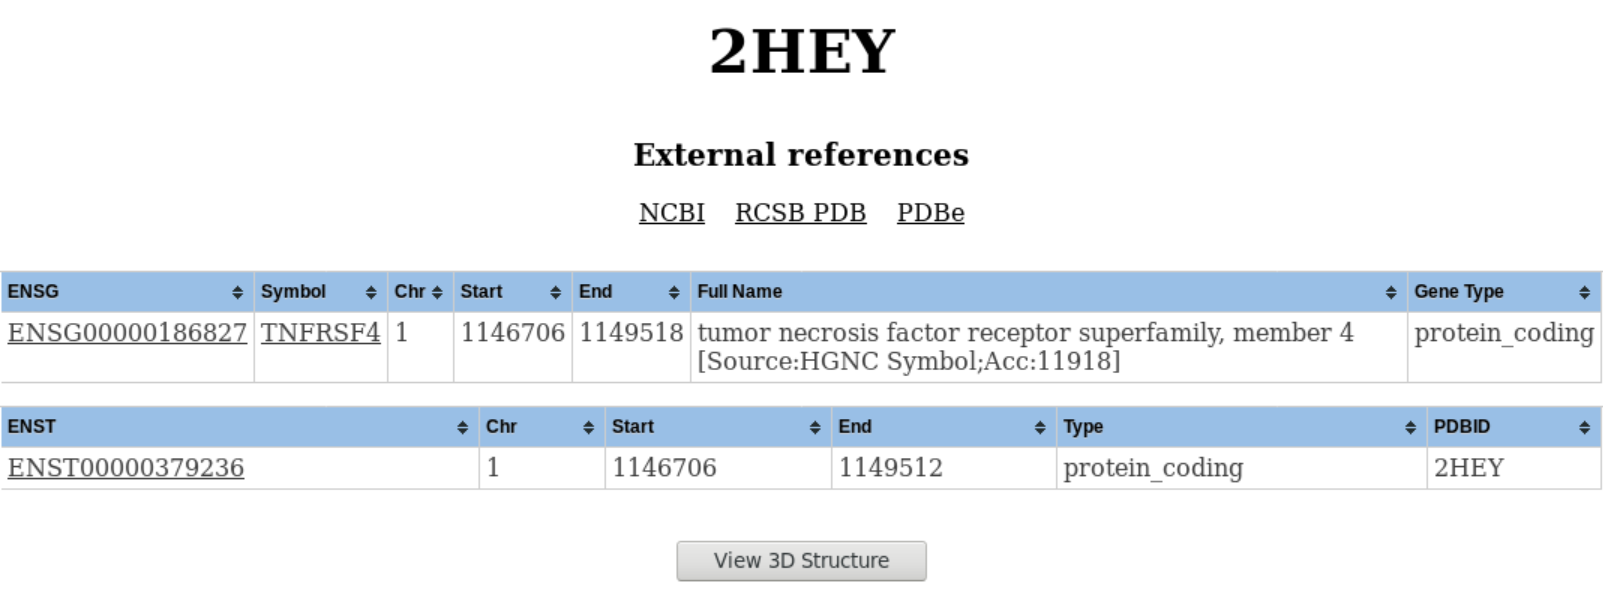 2HEY
External references
NCBI RCSB PDB PDBe
ENSG Symbol Chr Start End Full Name Gene Type
ENSG00000186827 TNFRSF4 1 1146706 1149518 tumor necrosis factor receptor superfamily, member 4 protein_coding
[Source:HGNC Symbol;Acc:11918]
ENST Chr Start End Type PDBID
ENST00000379236 1 1146706 1149512 protein_coding 2HEY
View 3D Structure